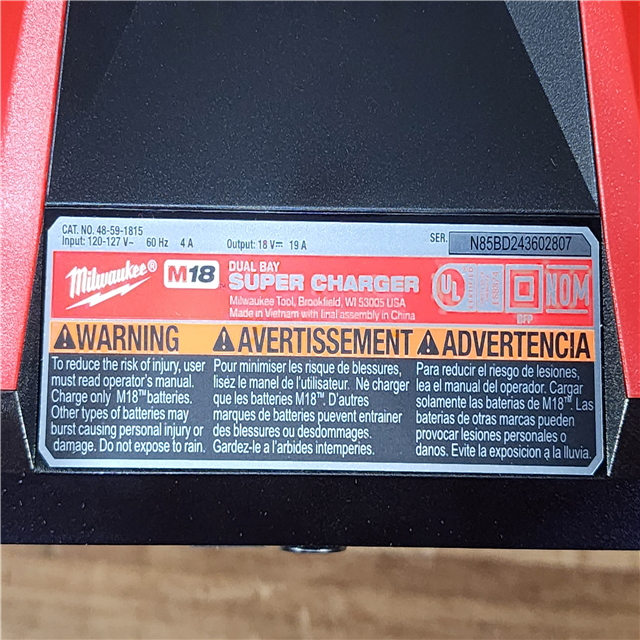 CAT. NO. 48-59-1815
Input: 120-127 V~ 60 Hz 4 A Output: 18 V⎓ 19 A SER. N85BD243602807
Milwaukee® M18 DUAL BAY
SUPER CHARGER
Milwaukee Tool, Brookfield, WI 53005 USA
Made in Vietnam with final assembly in China
UL NOM
EFP
WARNING
To reduce the risk of injury, user
must read operator's manual.
Charge only M18™ batteries.
Other types of batteries may
burst causing personal injury or
damage. Do not expose to rain.
AVERTISSEMENT
Pour minimiser les risque de blessures,
liséz le manel de l'utilisateur. Ne charger
que les batteries M18™. D'autres
marques de batteries puevent entrainer
des blessures ou desdommages.
Gardez-le a l'arbides intemperies.
ADVERTENCIA
Para reducir el riesgo de lesiones,
lea el manual del operador. Cargar
solamente las baterias de M18™. Las
baterias de otras marcas pueden
provocar lesiones personales o
danos. Evite la exposicion a la lluvia.